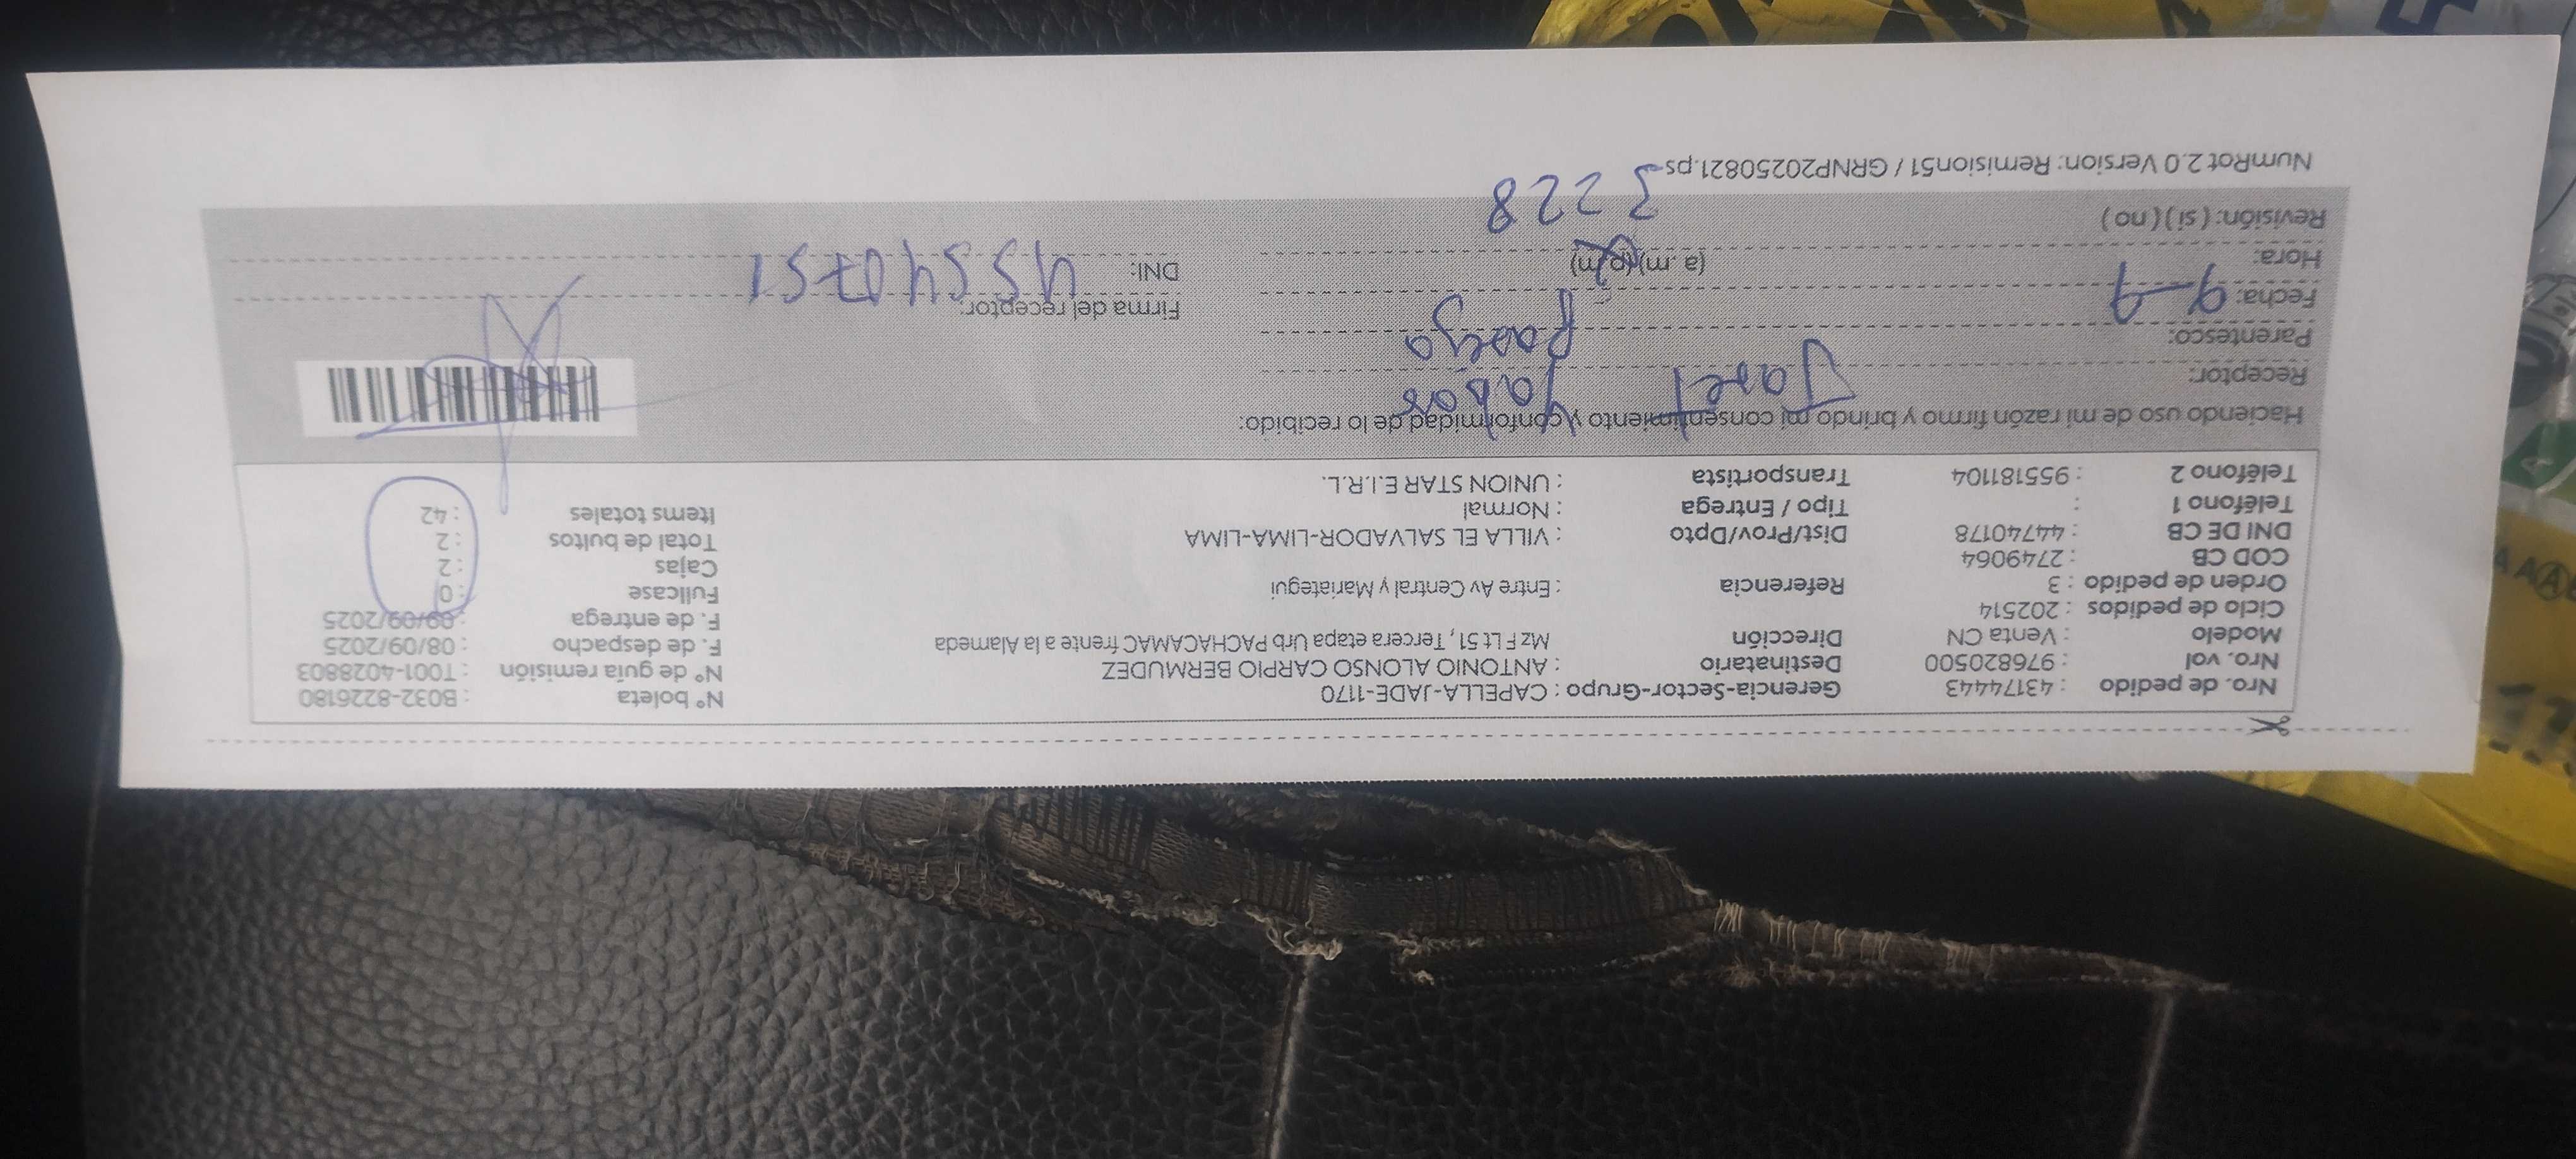 Nro. de pedido : 43174443 Gerencia-Sector-Grupo : CAPELLA-JADE-1170 N° boleta : B032-8226180
Nro. vol : 976820500 Destinatario : ANTONIO ALONSO CARPIO BERMUDEZ N° de guía remisión : T001-4028803
Modelo : Venta CN Dirección Mz F Lt 51, Tercera etapa Urb PACHACAMAC frente a la Alameda F. de despacho : 08/09/2025
Ciclo de pedidos : 202514 F. de entrega : 09/09/2025
Orden de pedido : 3 Referencia : Entre Av Central y Mariategui Fullcase : 0
COD CB : 2749064 Cajas : 2
DNI DE CB : 44740178 Dist/Prov/Dpto : VILLA EL SALVADOR-LIMA-LIMA Total de bultos : 2
Teléfono 1 : Tipo / Entrega : Normal Items totales : 42
Teléfono 2 : 955181104 Transportista : UNION STAR E.I.R.L.
Haciendo uso de mi razón firmo y brindo mi consentimiento y conformidad de lo recibido:
Receptor: Jaret
Parentesco: pareja
Fecha: 9-9 Firma del receptor:
Hora: (a .m) (p.m) DNI: 45540751
Revisión: ( si ) ( no )
3228
NumRot 2.0 Version: Remision51 / GRNP20250821.ps